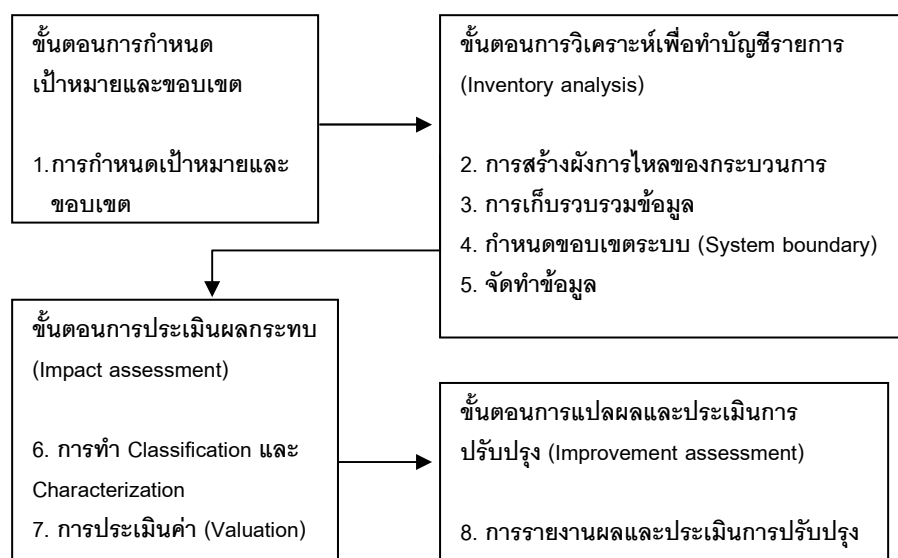 ขั้นตอนการกำหนด
เป้าหมายและขอบเขต
1.การกำหนดเป้าหมายและ
ขอบเขต
ขั้นตอนการวิเคราะห์เพื่อทำบัญชีรายการ
(Inventory analysis)
2. การสร้างผังการไหลของกระบวนการ
3. การเก็บรวบรวมข้อมูล
4. กำหนดขอบเขตระบบ (System boundary)
5. จัดทำข้อมูล
ขั้นตอนการประเมินผลกระทบ
(Impact assessment)
6. การทำ Classification และ
Characterization
7. การประเมินค่า (Valuation)
ขั้นตอนการแปลผลและประเมินการ
ปรับปรุง (Improvement assessment)
8. การรายงานผลและประเมินการปรับปรุง